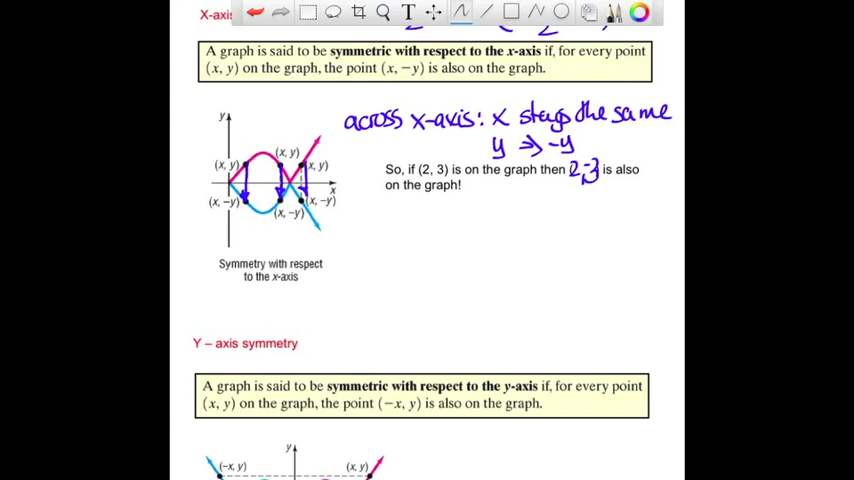 X-axis
T
A graph is said to be symmetric with respect to the x-axis if, for every point
(x, y) on the graph, the point (x, −y) is also on the graph.
across x-axis: x stays the same
y ⇒ -y
y
(x, y)
(x, y) (x, y)
x
(x, −y) (x, −y)
(x, −y)
So, if (2, 3) is on the graph then 2,-3 is also
on the graph!
Symmetry with respect
to the x-axis
Y – axis symmetry
A graph is said to be symmetric with respect to the y-axis if, for every point
(x, y) on the graph, the point (−x, y) is also on the graph.
y
(−x, y) (x, y)